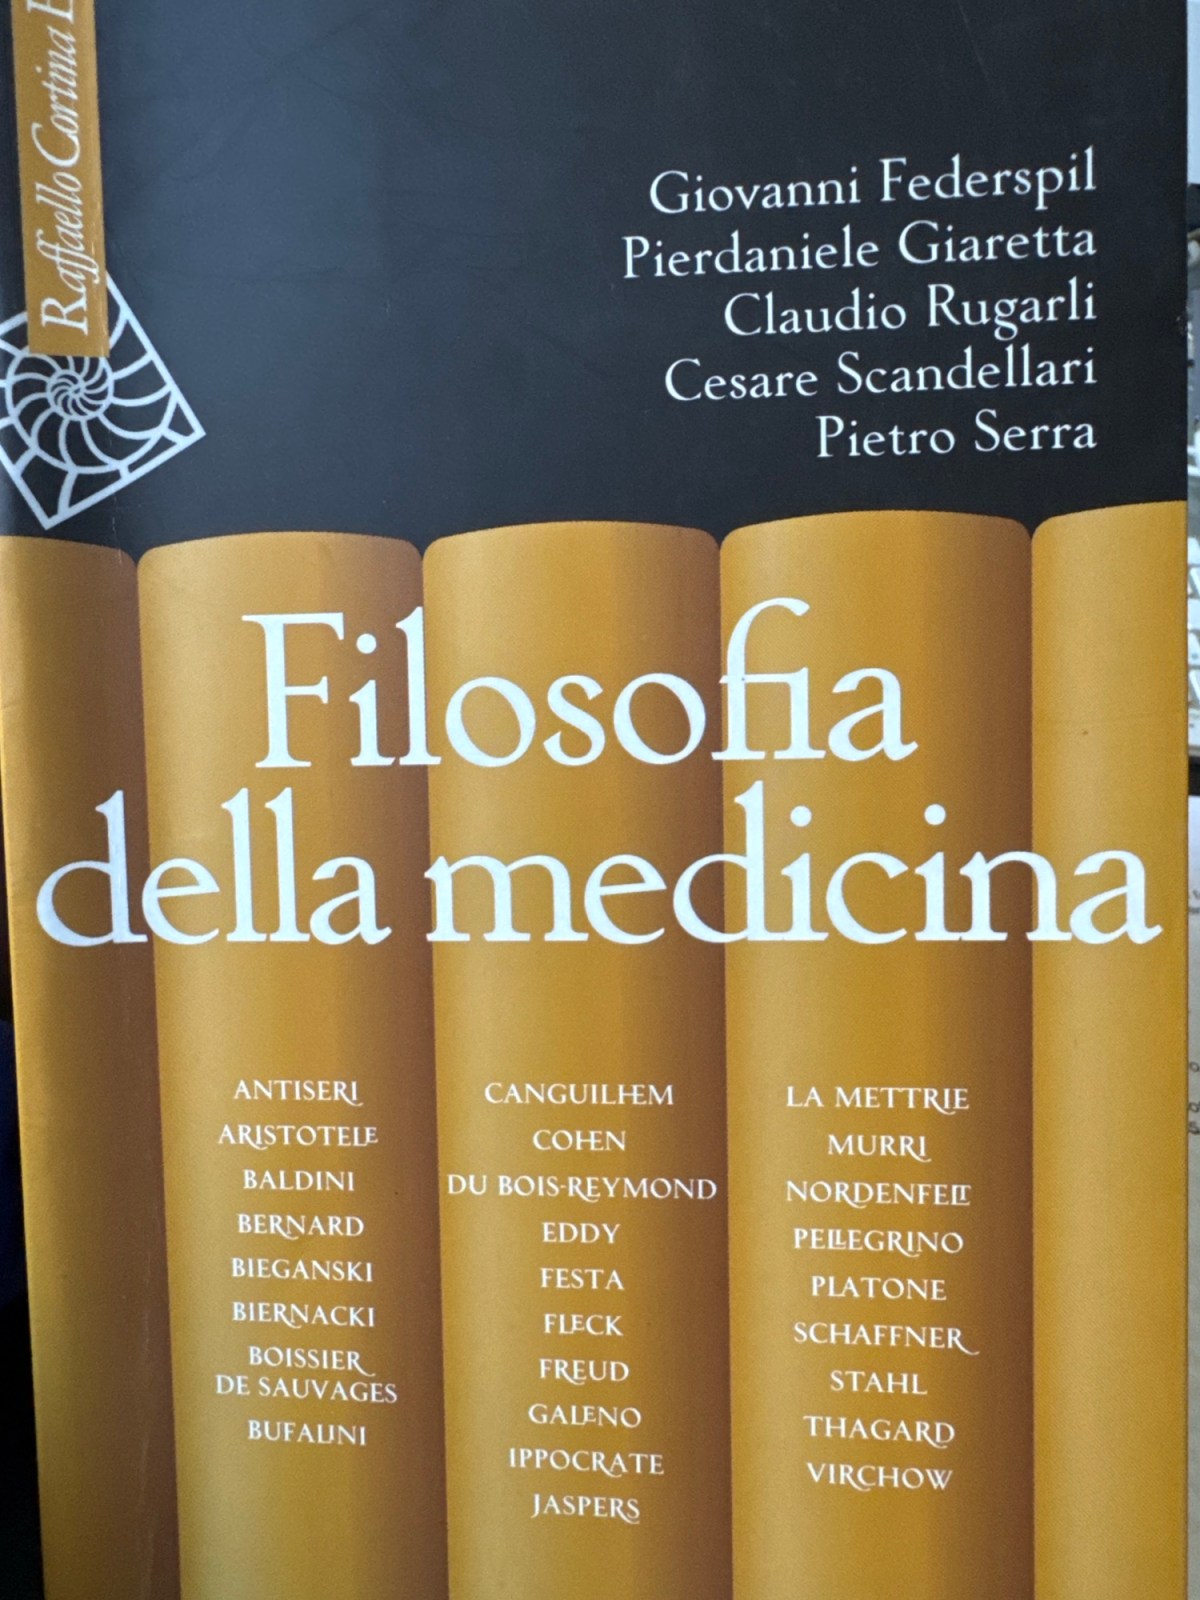 Raffaello Cortina E
Giovanni Federspil
Pierdaniele Giaretta
Claudio Rugarli
Cesare Scandellari
Pietro Serra
Filosofia
della medicina
ANTISERI
ARISTOTELE
BALDINI
BERNARD
BIEGANSKI
BIERNACKI
BOISSIER
DE SAUVAGES
BUFALINI
CANGUILHEM
COHEN
DU BOIS-REYMOND
EDDY
FESTA
FLECK
FREUD
GALENO
IPPOCRATE
JASPERS
LA METTRIE
MURRI
NORDENFELT
PELLEGRINO
PLATONE
SCHAFFNER
STAHL
THAGARD
VIRCHOW